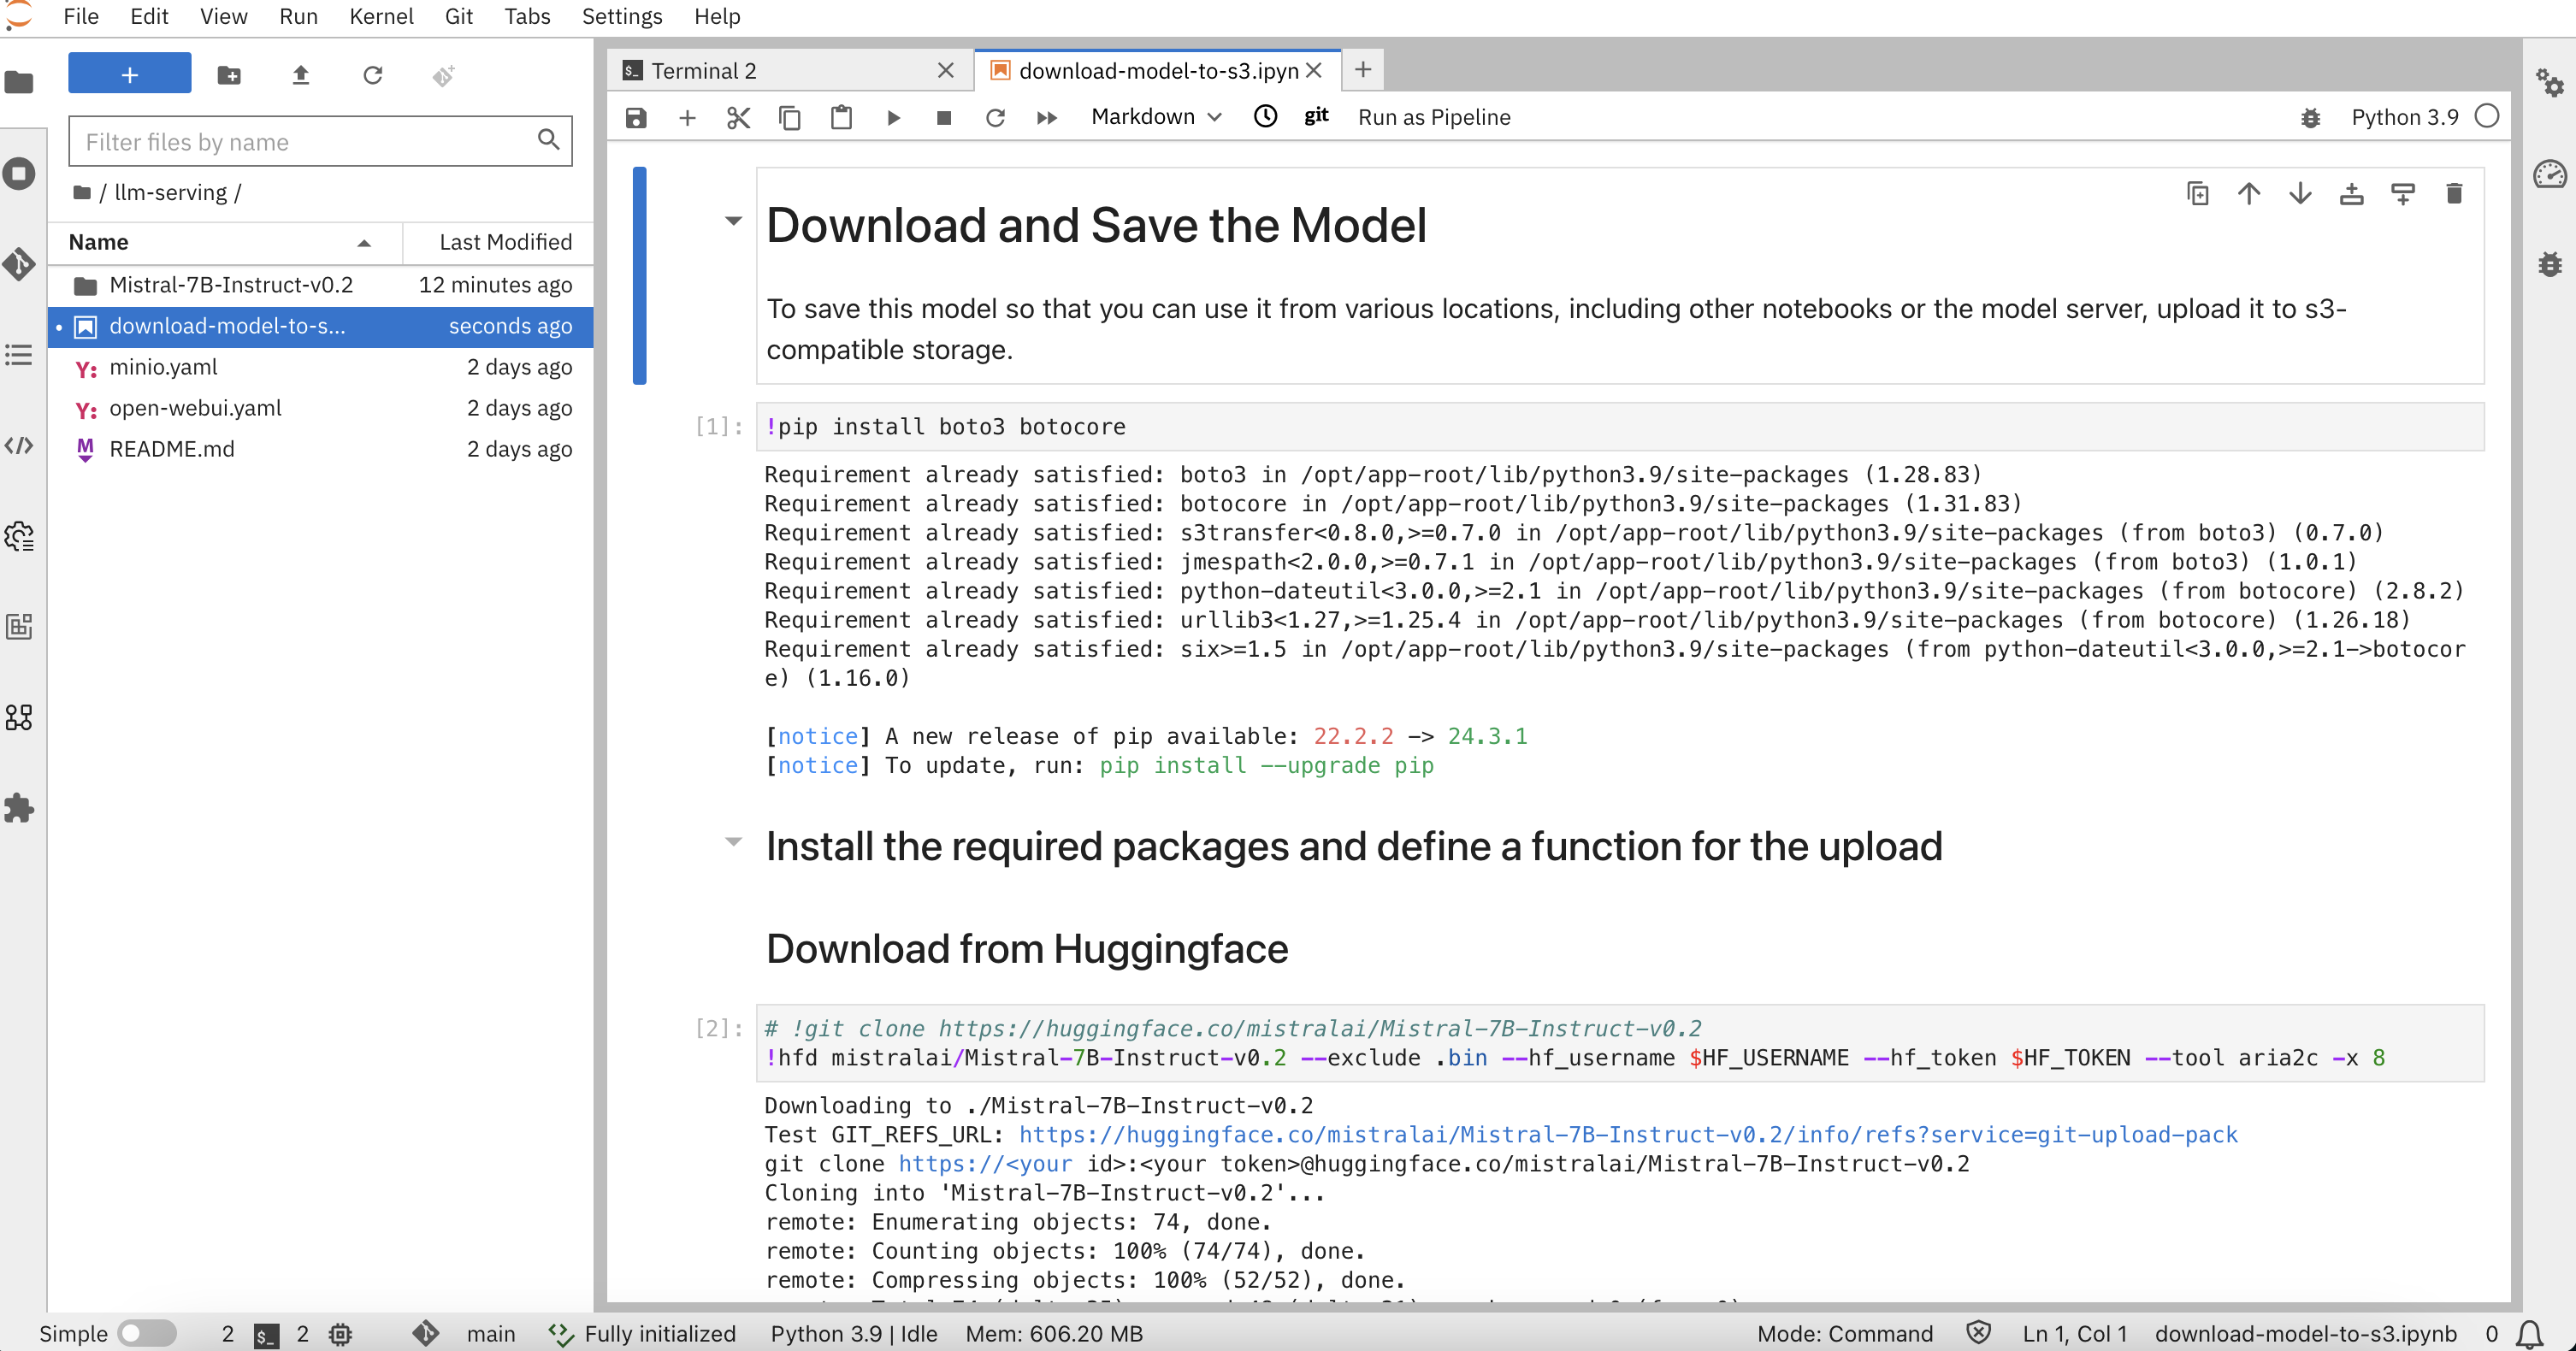 File Edit View Run Kernel Git Tabs Settings Help
Filter files by name
/ llm-serving /
Name Last Modified
Mistral-7B-Instruct-v0.2 12 minutes ago
download-model-to-s... seconds ago
Y: minio.yaml 2 days ago
Y: open-webui.yaml 2 days ago
M README.md 2 days ago
$_ Terminal 2
download-model-to-s3.ipyn
Markdown git Run as Pipeline Python 3.9
Download and Save the Model
To save this model so that you can use it from various locations, including other notebooks or the model server, upload it to s3-
compatible storage.
[1]: !pip install boto3 botocore
Requirement already satisfied: boto3 in /opt/app-root/lib/python3.9/site-packages (1.28.83)
Requirement already satisfied: botocore in /opt/app-root/lib/python3.9/site-packages (1.31.83)
Requirement already satisfied: s3transfer<0.8.0,>=0.7.0 in /opt/app-root/lib/python3.9/site-packages (from boto3) (0.7.0)
Requirement already satisfied: jmespath<2.0.0,>=0.7.1 in /opt/app-root/lib/python3.9/site-packages (from boto3) (1.0.1)
Requirement already satisfied: python-dateutil<3.0.0,>=2.1 in /opt/app-root/lib/python3.9/site-packages (from botocore) (2.8.2)
Requirement already satisfied: urllib3<1.27,>=1.25.4 in /opt/app-root/lib/python3.9/site-packages (from botocore) (1.26.18)
Requirement already satisfied: six>=1.5 in /opt/app-root/lib/python3.9/site-packages (from python-dateutil<3.0.0,>=2.1->botocor
e) (1.16.0)
[notice] A new release of pip available: 22.2.2 -> 24.3.1
[notice] To update, run: pip install --upgrade pip
Install the required packages and define a function for the upload
Download from Huggingface
[2]: # !git clone https://huggingface.co/mistralai/Mistral-7B-Instruct-v0.2
!hfd mistralai/Mistral-7B-Instruct-v0.2 --exclude .bin --hf_username $HF_USERNAME --hf_token $HF_TOKEN --tool aria2c -x 8
Downloading to ./Mistral-7B-Instruct-v0.2
Test GIT_REFS_URL: https://huggingface.co/mistralai/Mistral-7B-Instruct-v0.2/info/refs?service=git-upload-pack
git clone https://<your id>:<your token>@huggingface.co/mistralai/Mistral-7B-Instruct-v0.2
Cloning into 'Mistral-7B-Instruct-v0.2'...
remote: Enumerating objects: 74, done.
remote: Counting objects: 100% (74/74), done.
remote: Compressing objects: 100% (52/52), done.
Simple 2 $_ 2 main Fully initialized Python 3.9 | Idle Mem: 606.20 MB Mode: Command Ln 1, Col 1 download-model-to-s3.ipynb 0